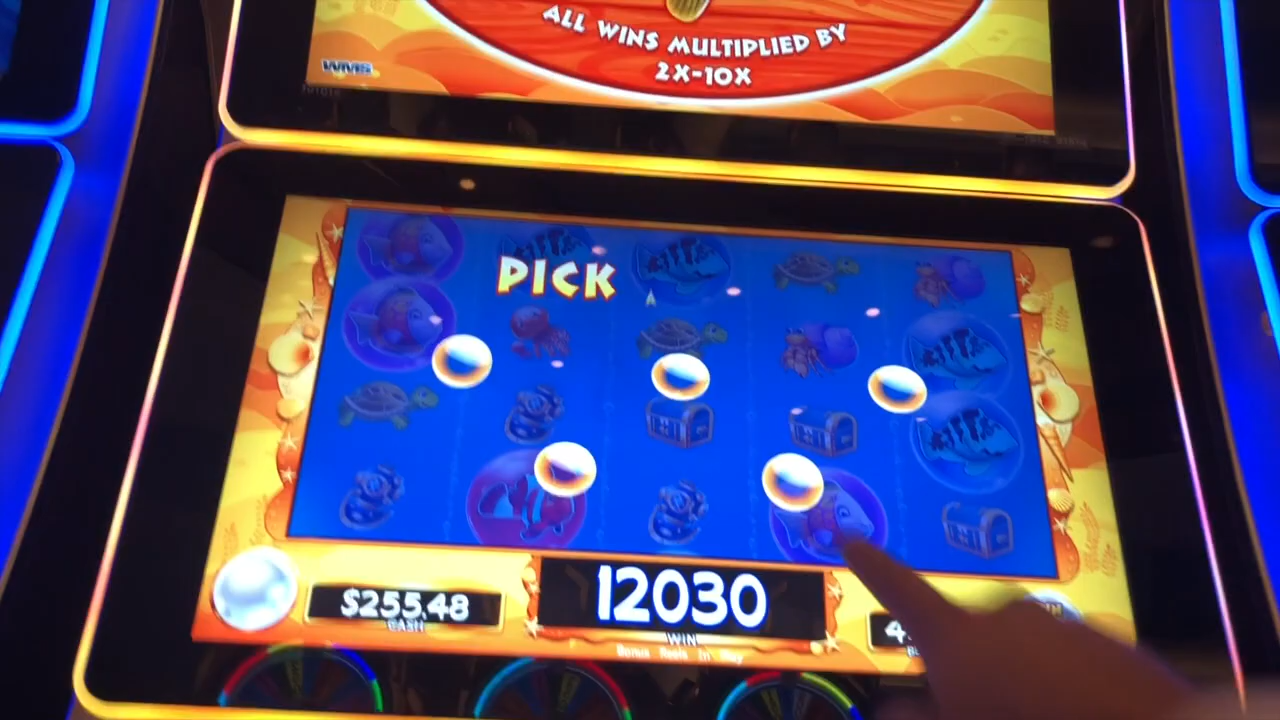 ALL WINS MULTIPLIED BY
2X-10X
WMS
PICK
$255.48
CASH
12030
WIN
Bonus Reels In Play